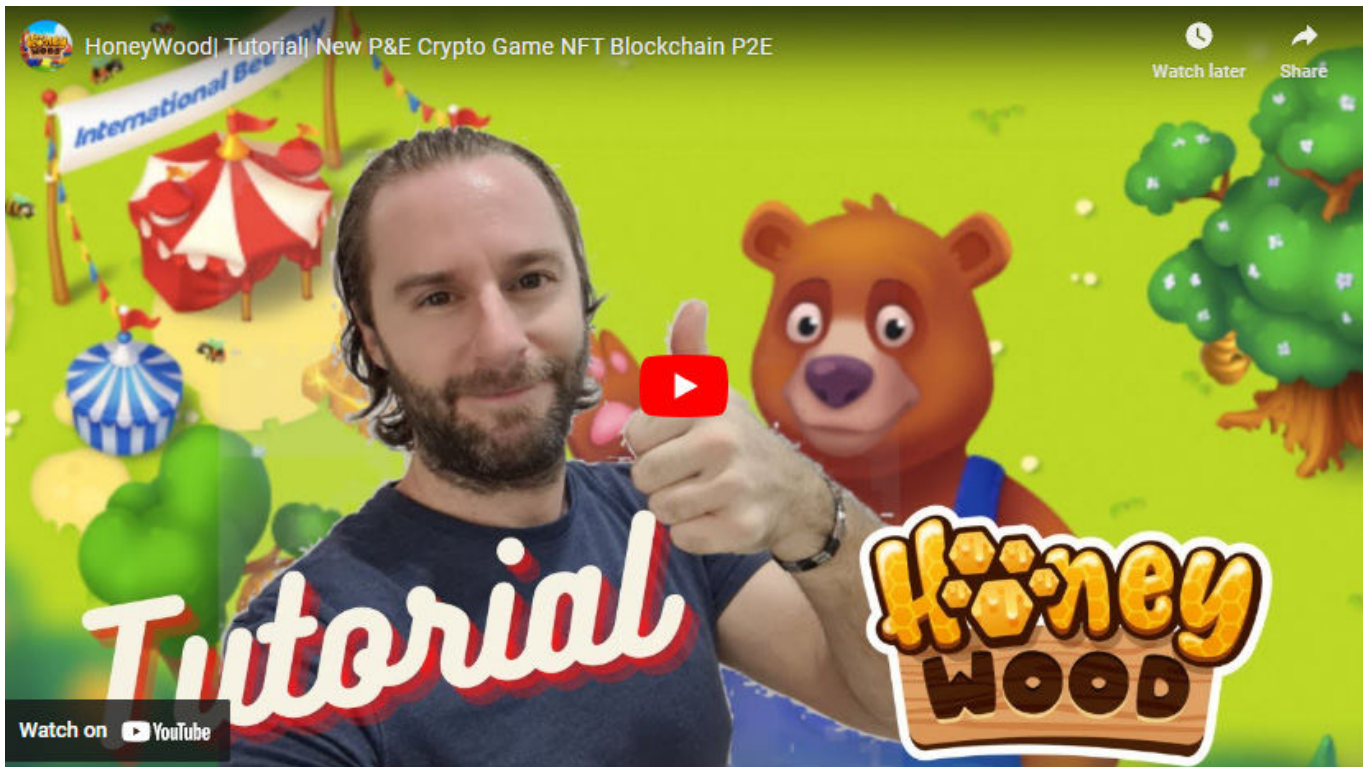 HoneyWood| Tutorial| New P&E Crypto Game NFT Blockchain P2E
Watch later
Share
International Bee Day
Tutorial
Honey
WOOD
Watch on YouTube